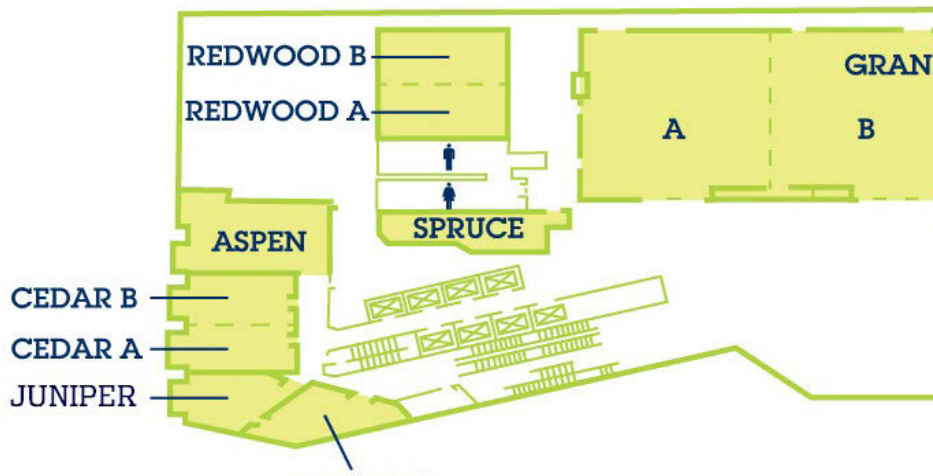 REDWOOD B
GRAN
REDWOOD A
A
B
SPRUCE
ASPEN
CEDAR B
CEDAR A
JUNIPER